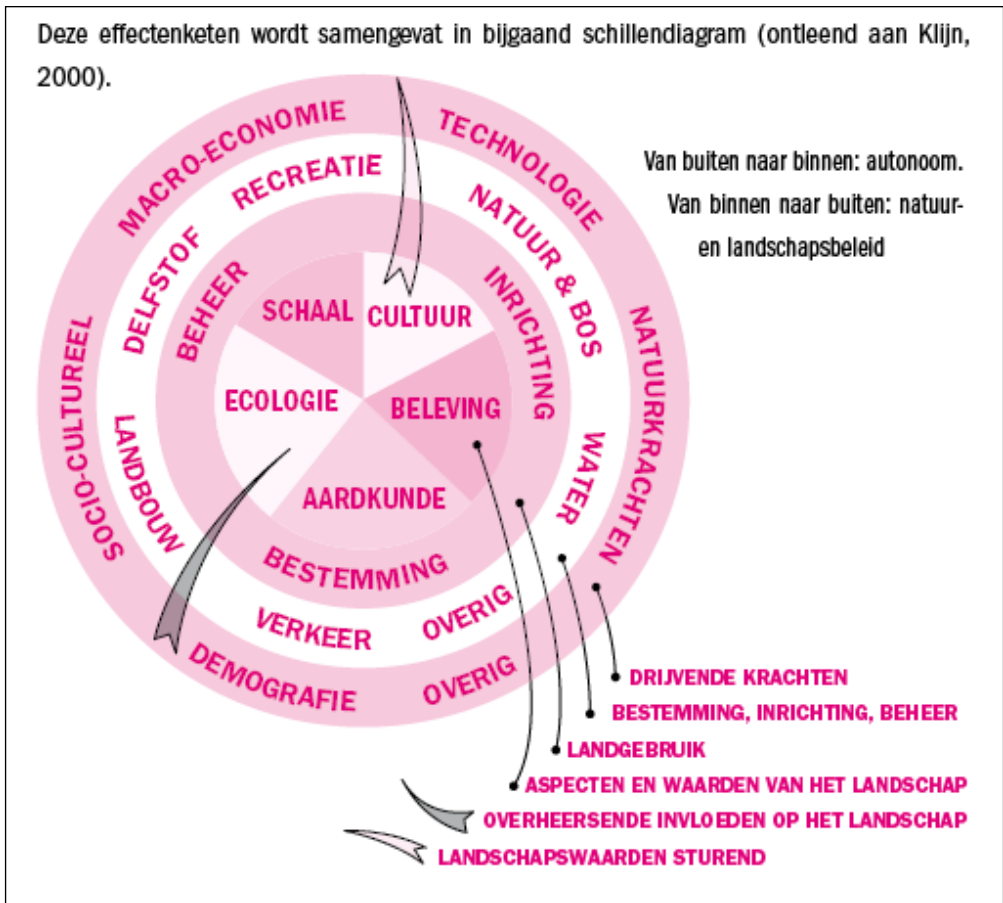 Deze effectenketen wordt samengevat in bijgaand schillendiagram (ontleend aan Klijn,
2000).
Van buiten naar binnen: autonoom.
Van binnen naar buiten: natuur-
en landschapsbeleid
MACRO-ECONOMIE
TECHNOLOGIE
NATUURKRACHTEN
OVERIG
DEMOGRAFIE
SOCIO-CULTUREEL
RECREATIE
NATUUR & BOS
WATER
OVERIG
VERKEER
LANDBOUW
DELFSTOF
BEHEER
INRICHTING
BESTEMMING
SCHAAL
CULTUUR
BELEVING
AARDKUNDE
ECOLOGIE
DRIJVENDE KRACHTEN
BESTEMMING, INRICHTING, BEHEER
LANDGEBRUIK
ASPECTEN EN WAARDEN VAN HET LANDSCHAP
OVERHEERSENDE INVLOEDEN OP HET LANDSCHAP
LANDSCHAPSWAARDEN STUREND